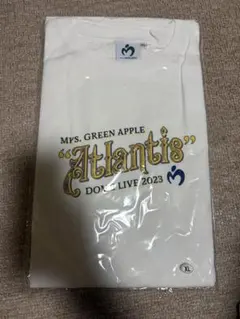 Mrs. GREEN APPLE
“Atlantis”
DOME LIVE 2023
XL